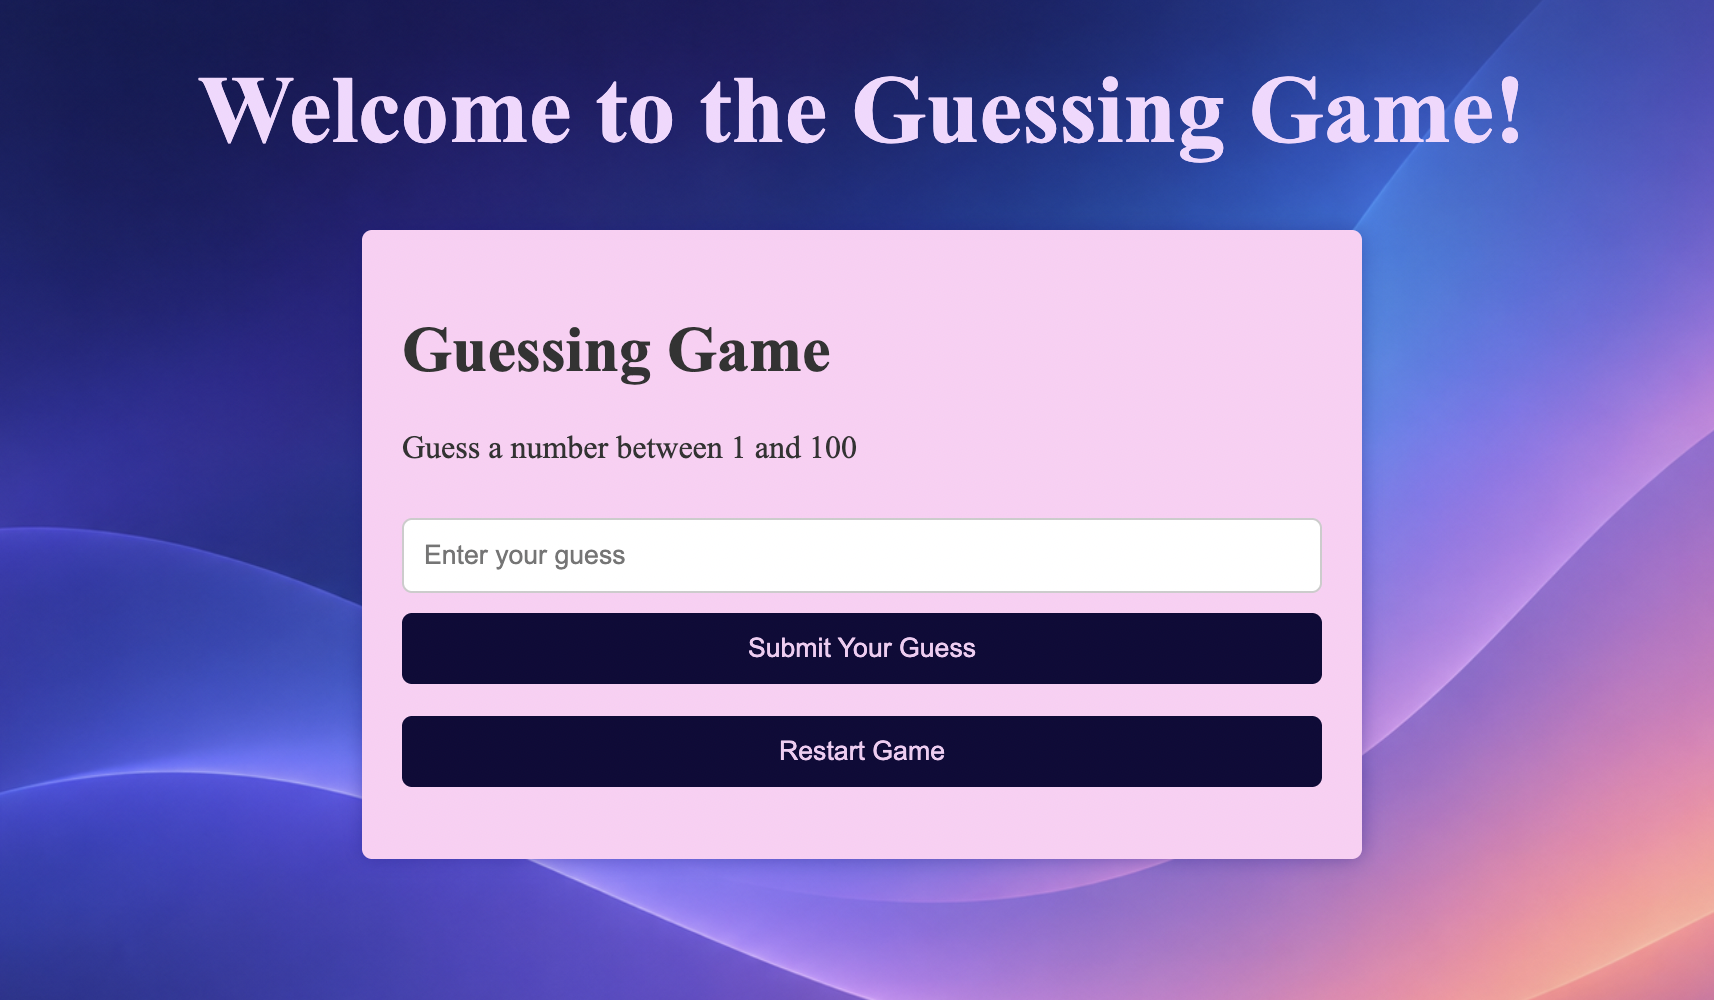 Welcome to the Guessing Game!
Guessing Game
Guess a number between 1 and 100
Enter your guess
Submit Your Guess
Restart Game